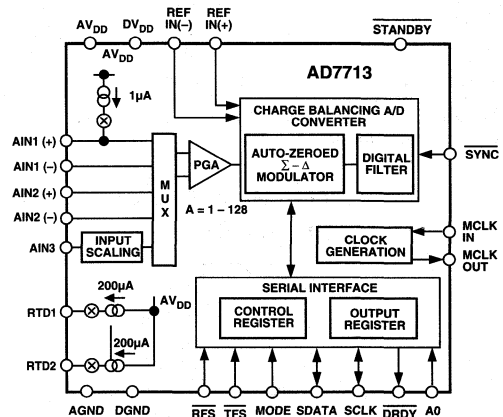 REF REF
AVDD DVDD IN(–) IN(+) STANDBY
AVDD
AD7713
1µA
CHARGE BALANCING A/D
CONVERTER
AIN1 (+)
AIN1 (–)
AIN2 (+)
AIN2 (–)
AIN3
MUX
PGA
A = 1 – 128
AUTO-ZEROED
Σ – Δ
MODULATOR
DIGITAL
FILTER
SYNC
INPUT
SCALING
CLOCK
GENERATION
MCLK
IN
MCLK
OUT
200µA
AVDD
RTD1
200µA
RTD2
SERIAL INTERFACE
CONTROL
REGISTER
OUTPUT
REGISTER
AGND DGND RFS TFS MODE SDATA SCLK DRDY A0